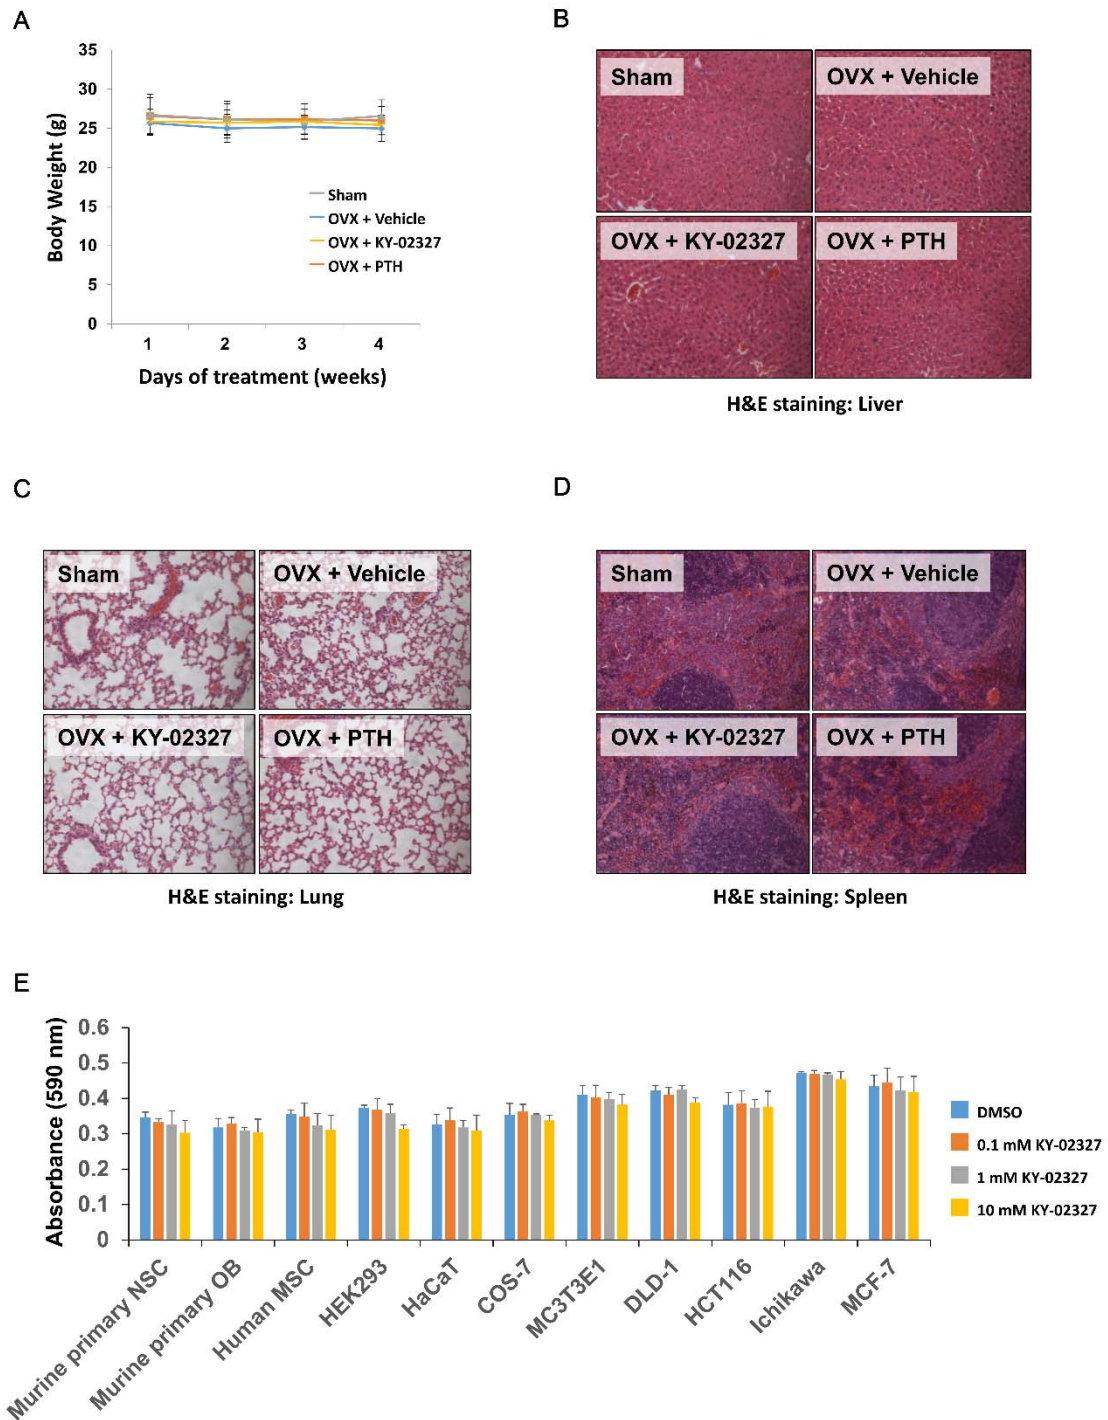 A
35
30
25
20
15
10
5
0
Body Weight (g)
1 2 3 4
Days of treatment (weeks)
Sham
OVX + Vehicle
OVX + KY-02327
OVX + PTH
B
Sham
OVX + Vehicle
OVX + KY-02327
OVX + PTH
H&E staining: Liver
C
Sham
OVX + Vehicle
OVX + KY-02327
OVX + PTH
H&E staining: Lung
D
Sham
OVX + Vehicle
OVX + KY-02327
OVX + PTH
H&E staining: Spleen
E
Absorbance (590 nm)
0.6
0.5
0.4
0.3
0.2
0.1
0
Murine primary NSC
Murine primary OB
Human MSC
HEK293
HaCaT
COS-7
MC3T3E1
DLD-1
HCT116
Ichikawa
MCF-7
DMSO
0.1 mM KY-02327
1 mM KY-02327
10 mM KY-02327